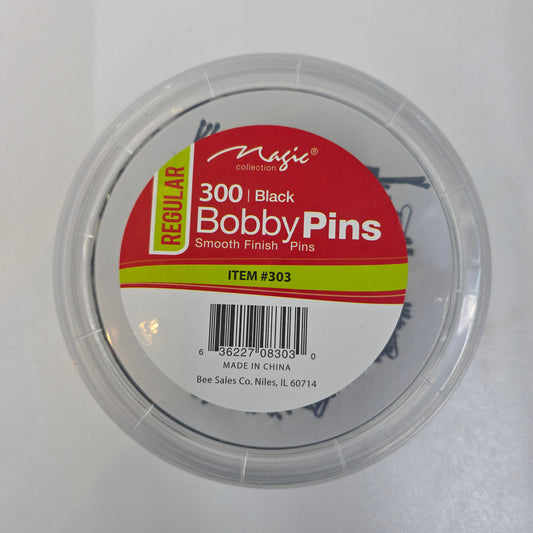 Magic®
collection
REGULAR
300 | Black
Bobby Pins
Smooth Finish Pins
ITEM #303
6 36227 08303 0
MADE IN CHINA
Bee Sales Co. Niles, IL 60714